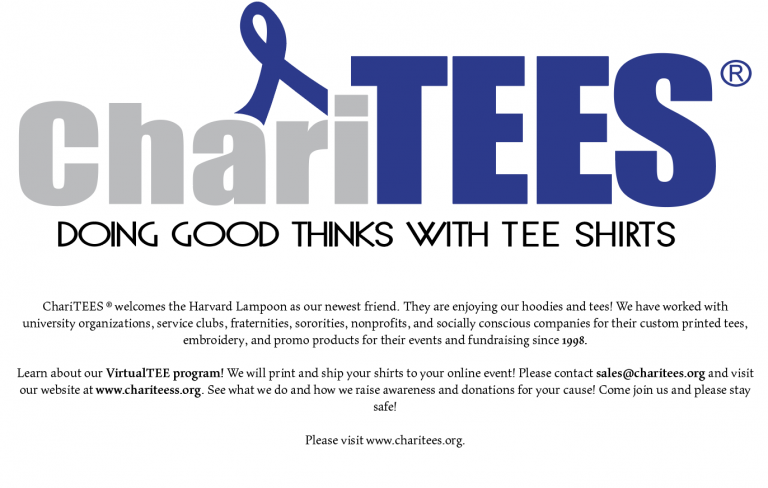 ChariTEES®
DOING GOOD THINKS WITH TEE SHIRTS
ChariTEES ® welcomes the Harvard Lampoon as our newest friend. They are enjoying our hoodies and tees! We have worked with
university organizations, service clubs, fraternities, sororities, nonprofits, and socially conscious companies for their custom printed tees,
embroidery, and promo products for their events and fundraising since 1998.
Learn about our VirtualTEE program! We will print and ship your shirts to your online event! Please contact sales@charitees.org and visit
our website at www.chariteess.org. See what we do and how we raise awareness and donations for your cause! Come join us and please stay
safe!
Please visit www.charitees.org.